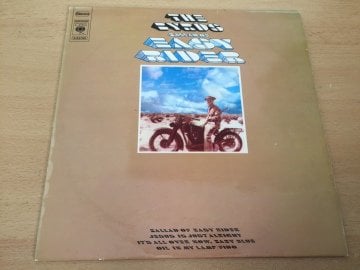 THE
BYRDS
BALLAD OF
EASY
RIDER
BALLAD OF EASY RIDER
JESUS IS JUST ALRIGHT
IT'S ALL OVER NOW, BABY BLUE
OIL IN MY LAMP